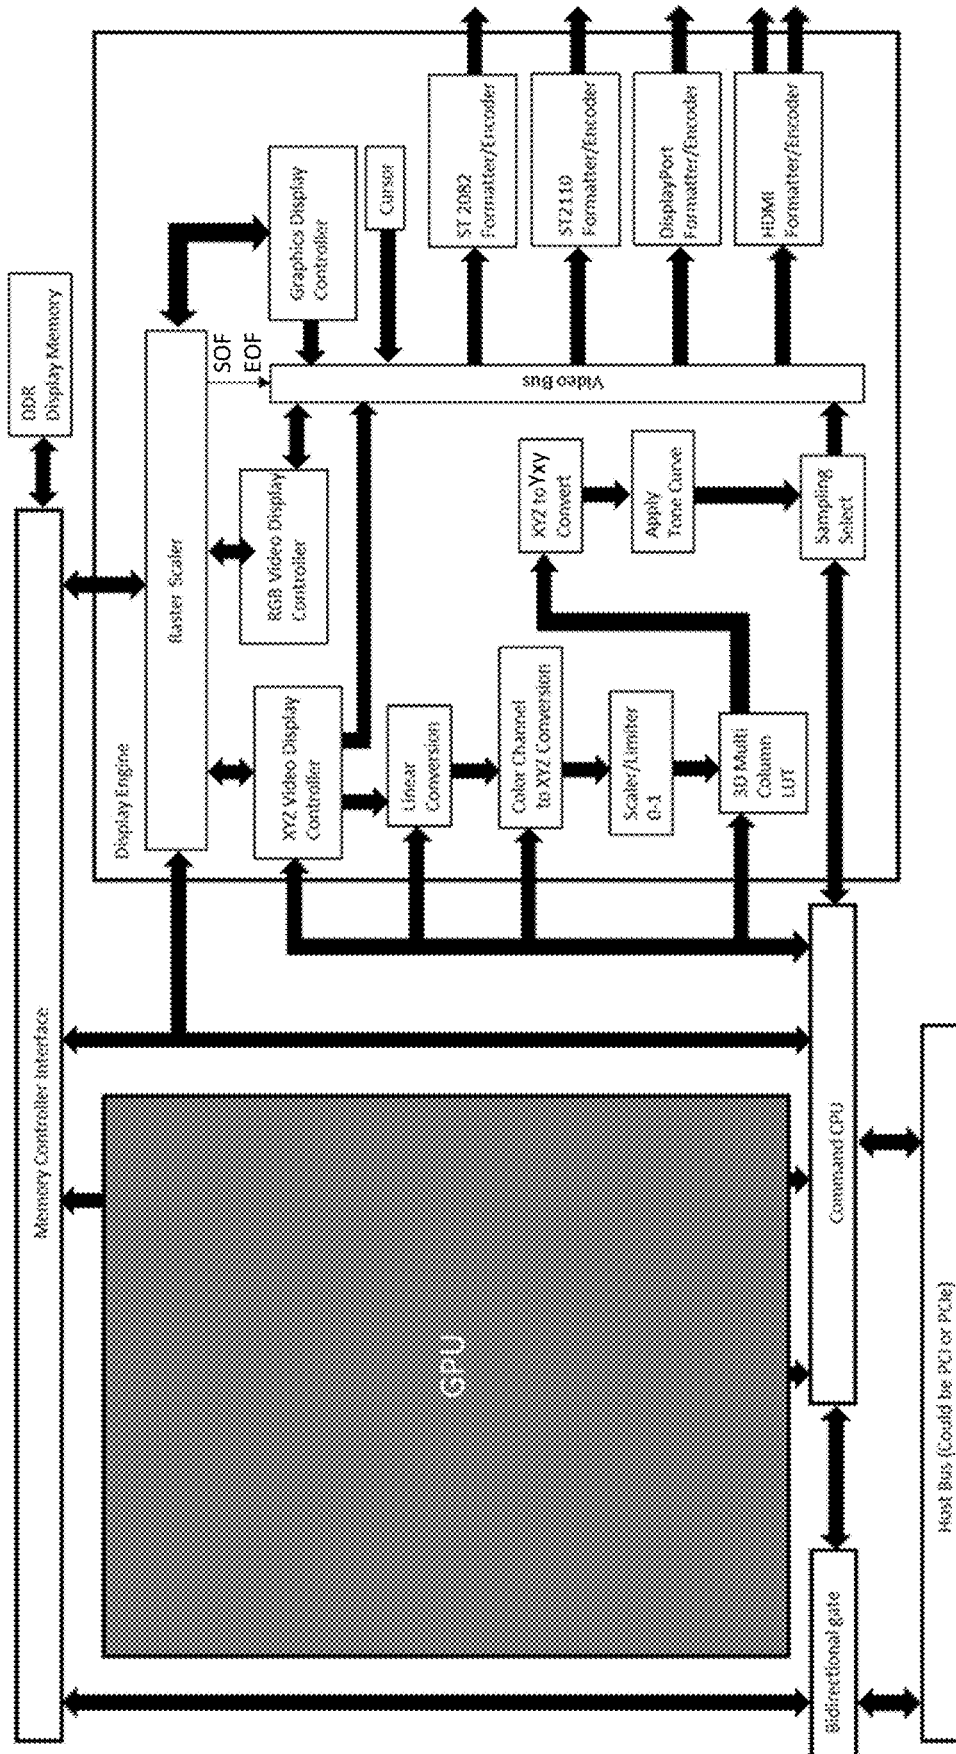 DDR
Display Memory
Memory Controller Interface
Display Engine
Raster Scaler
SOF
EOF
Graphics Display
Controller
Curser
RGB Video Display
Controller
XYZ Video Display
Controller
Video Bus
Linear
Conversion
Color Channel
to XYZ Conversion
Scaler/Limiter
0-1
3D Multi
Column
LUT
XYZ to Yxy
Convert
Apply
Tone Curve
Sampling
Select
ST 2082
Formatter/Encoder
ST2110
Formatter/Encoder
DisplayPort
Formatter/Encoder
HDMI
Formatter/Encoder
GPU
Command CPU
Bidirectional gate
Host Bus (Could be PCI or PCIe)